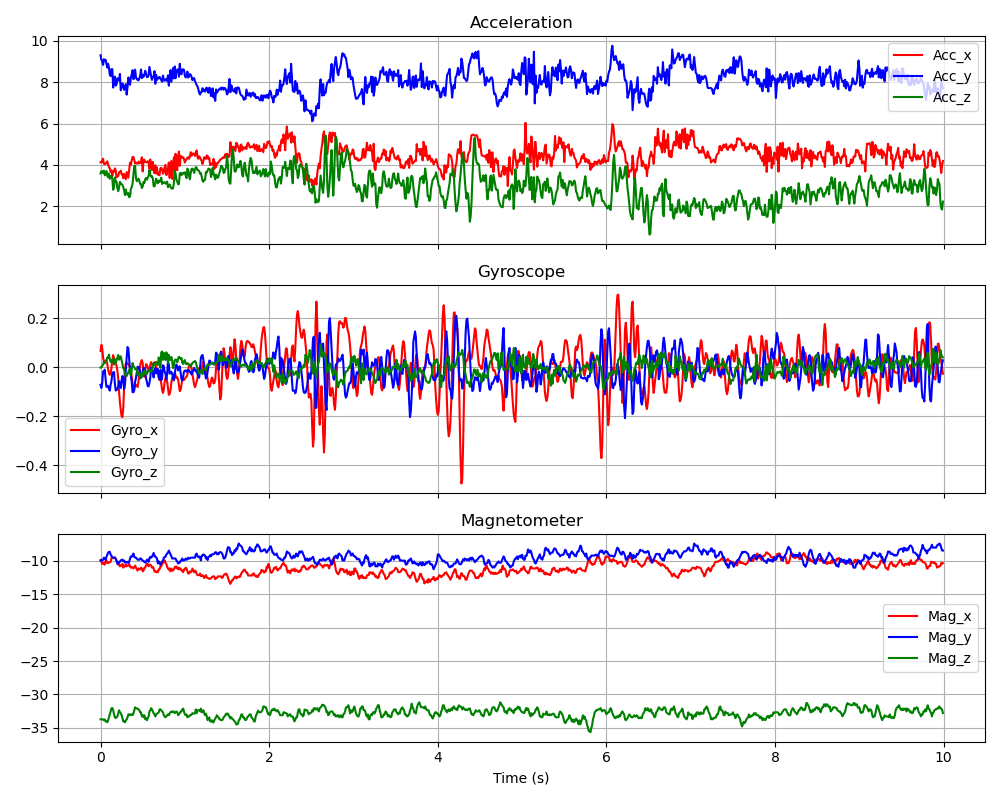 Acceleration
10
8
6
4
2
Acc_x
Acc_y
Acc_z
Gyroscope
0.2
0.0
−0.2
−0.4
Gyro_x
Gyro_y
Gyro_z
Magnetometer
−10
−15
−20
−25
−30
−35
Mag_x
Mag_y
Mag_z
0 2 4 6 8 10
Time (s)